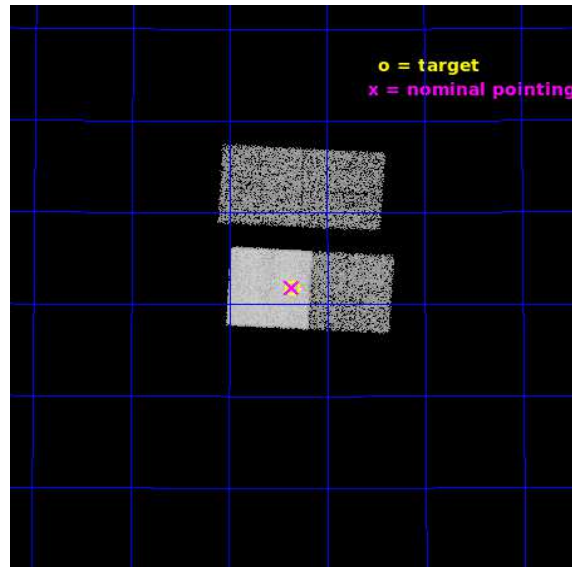 o = target
x = nominal pointing